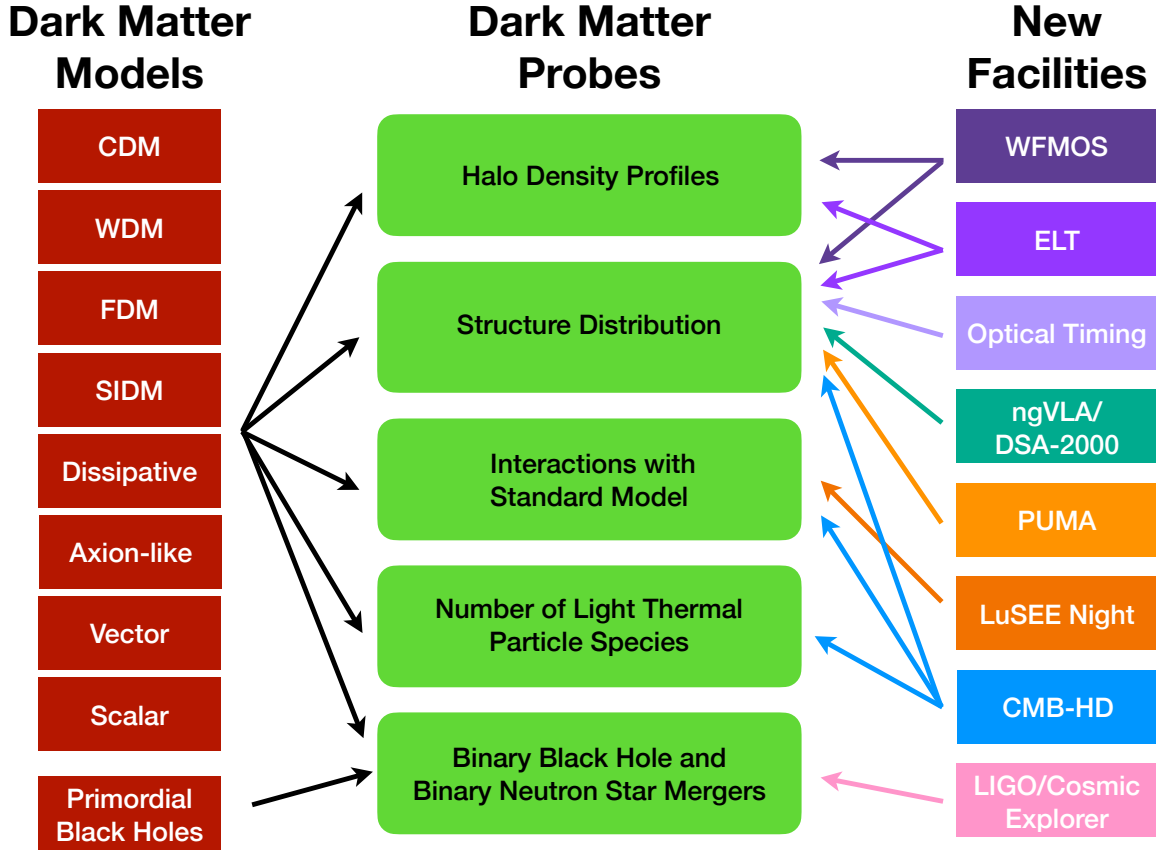 Dark Matter
Models
CDM
WDM
FDM
SIDM
Dissipative
Axion-like
Vector
Scalar
Primordial
Black Holes
Dark Matter
Probes
Halo Density Profiles
Structure Distribution
Interactions with
Standard Model
Number of Light Thermal
Particle Species
Binary Black Hole and
Binary Neutron Star Mergers
New
Facilities
WFMOS
ELT
Optical Timing
ngVLA/
DSA-2000
PUMA
LuSEE Night
CMB-HD
LIGO/Cosmic
Explorer